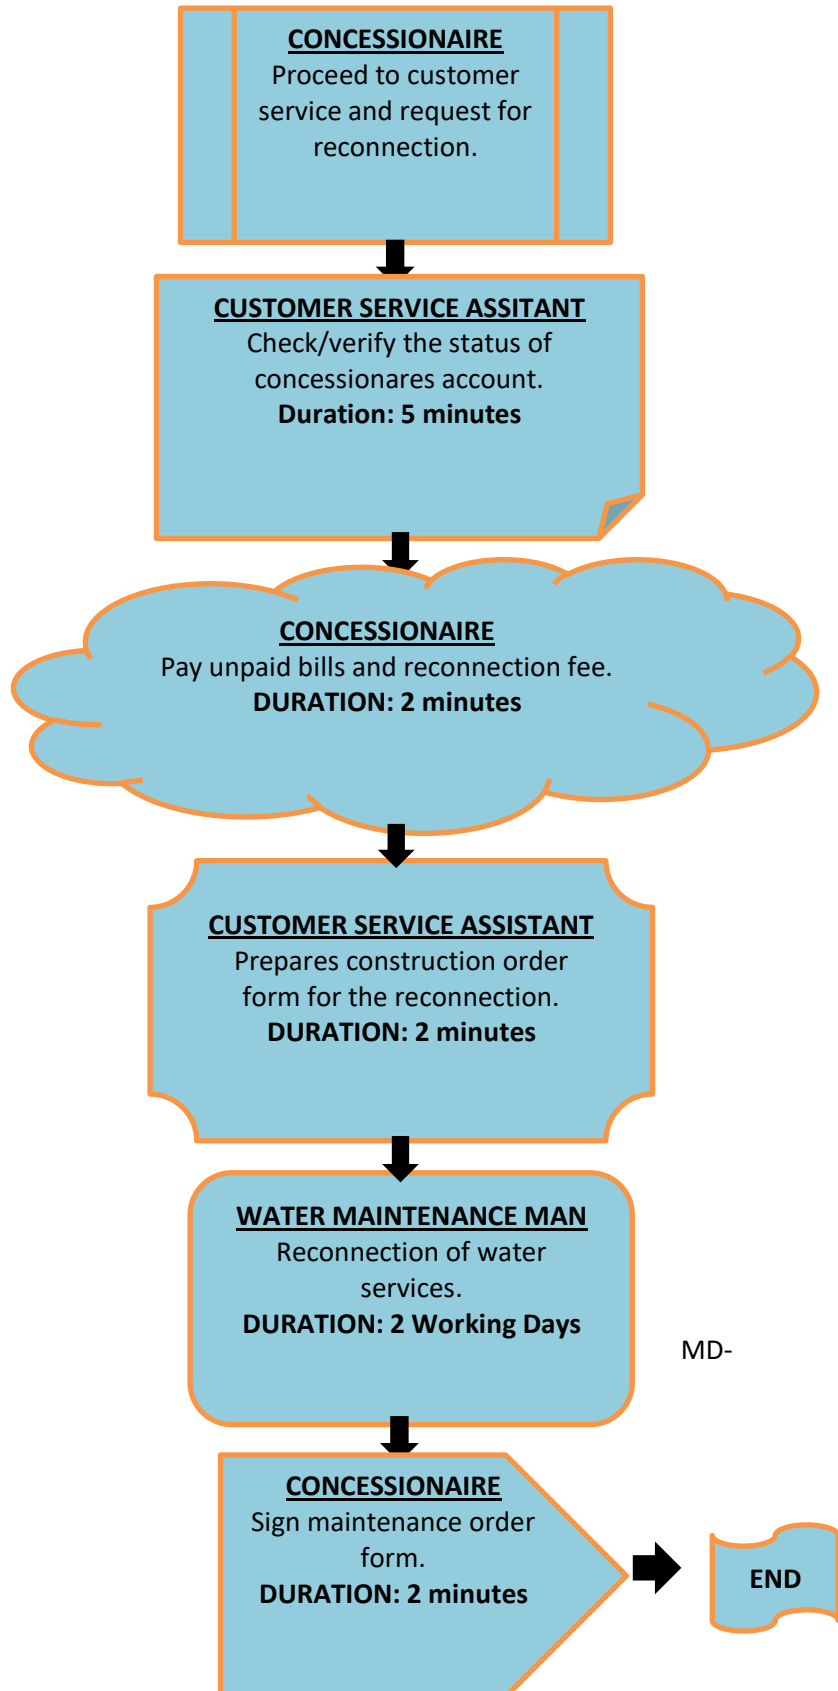 CONCESSIONAIRE
Proceed to customer
service and request for
reconnection.
CUSTOMER SERVICE ASSITANT
Check/verify the status of
concessionares account.
Duration: 5 minutes
CONCESSIONAIRE
Pay unpaid bills and reconnection fee.
DURATION: 2 minutes
CUSTOMER SERVICE ASSISTANT
Prepares construction order
form for the reconnection.
DURATION: 2 minutes
WATER MAINTENANCE MAN
Reconnection of water
services.
DURATION: 2 Working Days
MD-
CONCESSIONAIRE
Sign maintenance order
form.
DURATION: 2 minutes
END